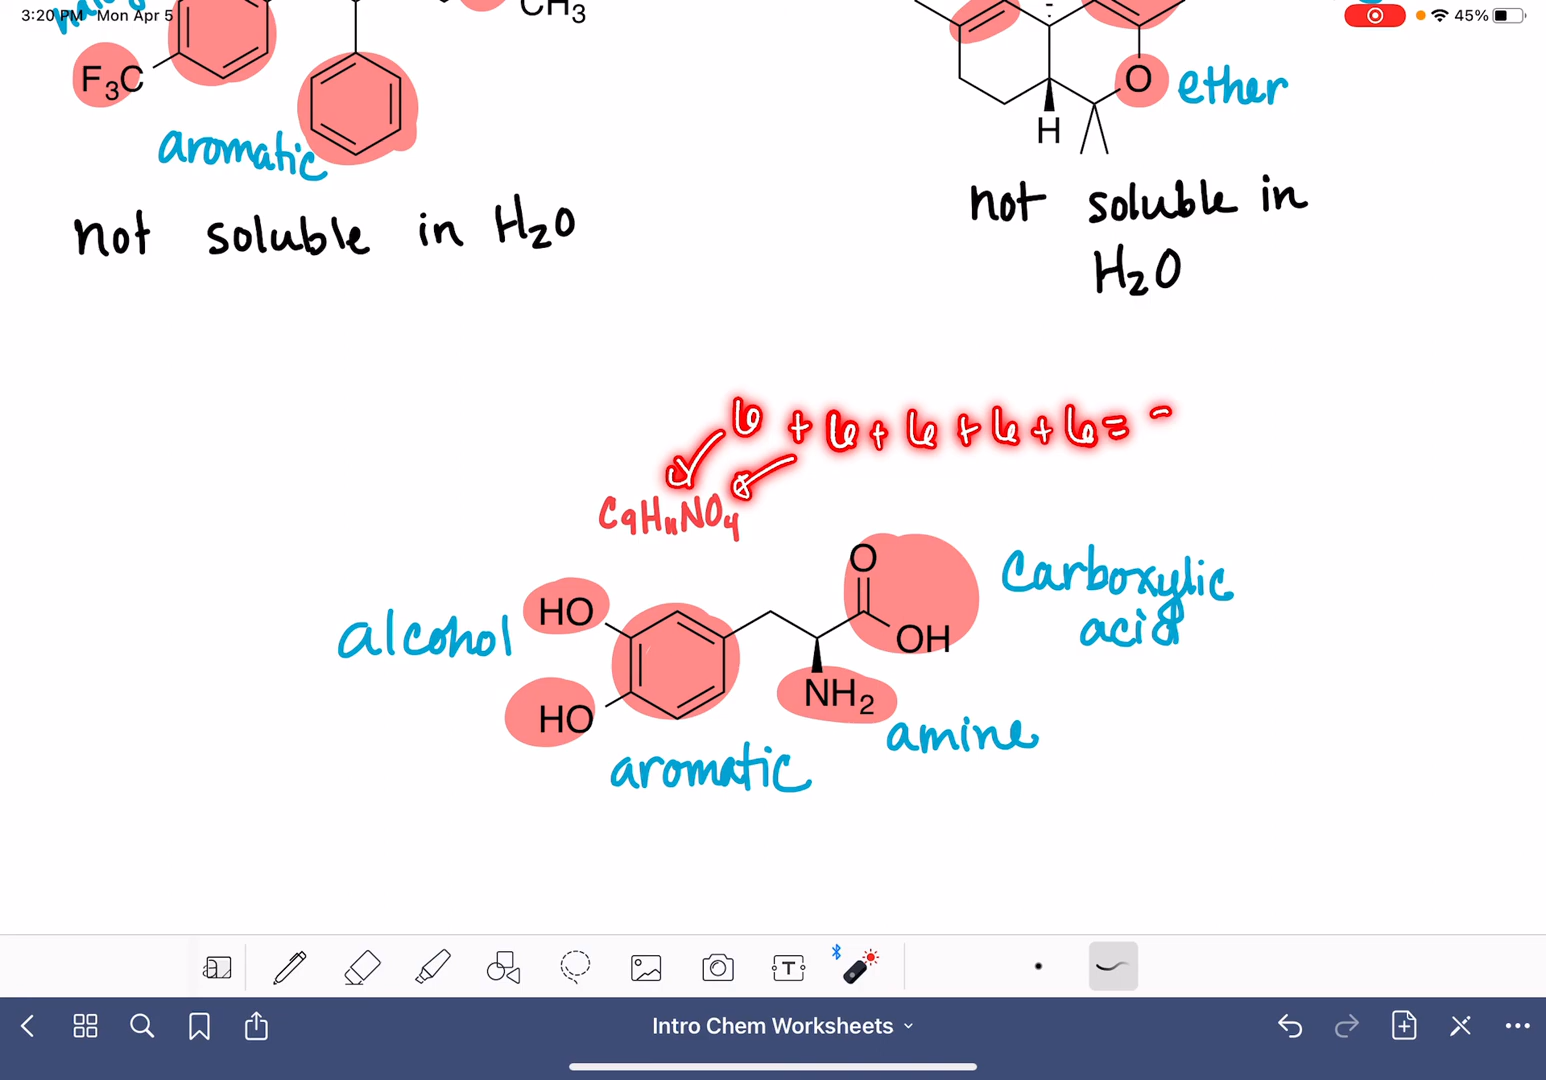 3:20 PM Mon Apr 5
45%
CH3
F3C
aromatic
not soluble in H2O
O
ether
H
not soluble in
H2O
6 + 6 + 6 + 6 + 6 =
C9H11NO4
O
OH
Carboxylic
acid
HO
alcohol
HO
NH2
amine
aromatic
T
Intro Chem Worksheets